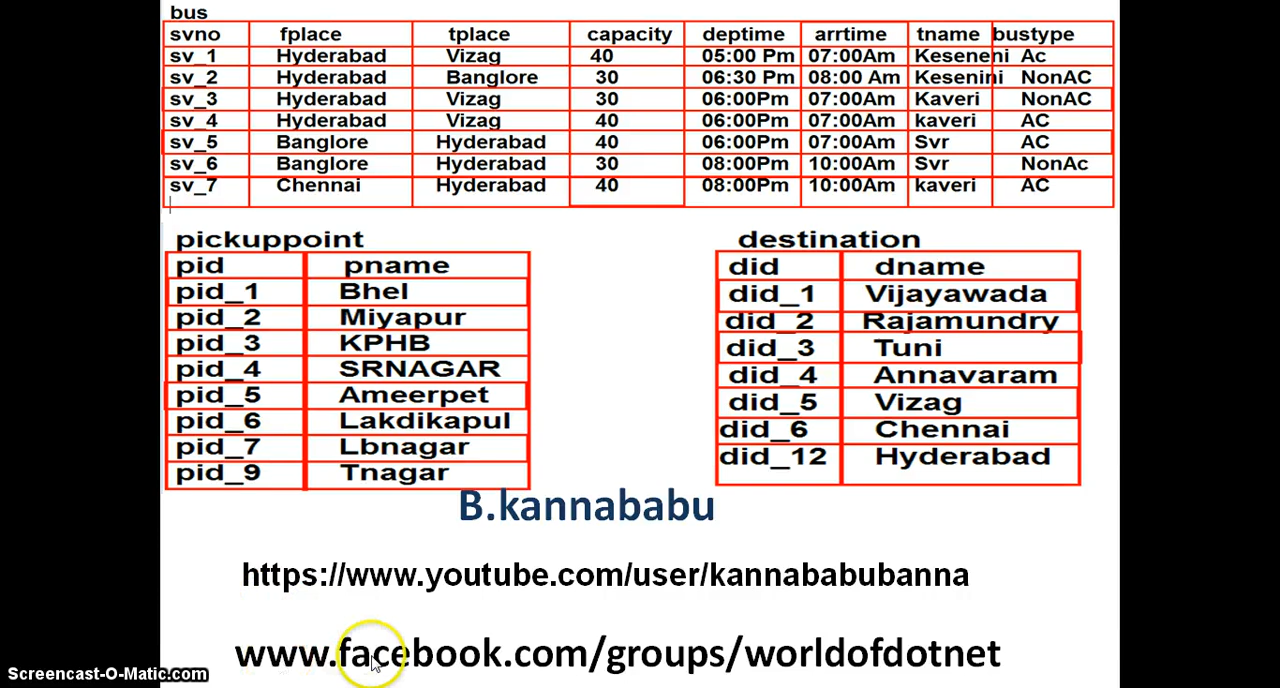 bus
svno fplace tplace capacity deptime arrtime tname bustype
sv_1 Hyderabad Vizag 40 05:00 Pm 07:00Am Keseneni Ac
sv_2 Hyderabad Banglore 30 06:30 Pm 08:00 Am Kesenini NonAC
sv_3 Hyderabad Vizag 30 06:00Pm 07:00Am Kaveri NonAC
sv_4 Hyderabad Vizag 40 06:00Pm 07:00Am kaveri AC
sv_5 Banglore Hyderabad 40 06:00Pm 07:00Am Svr AC
sv_6 Banglore Hyderabad 30 08:00Pm 10:00Am Svr NonAc
sv_7 Chennai Hyderabad 40 08:00Pm 10:00Am kaveri AC
pickuppoint
pid pname
pid_1 Bhel
pid_2 Miyapur
pid_3 KPHB
pid_4 SRNAGAR
pid_5 Ameerpet
pid_6 Lakdikapul
pid_7 Lbnagar
pid_9 Tnagar
destination
did dname
did_1 Vijayawada
did_2 Rajamundry
did_3 Tuni
did_4 Annavaram
did_5 Vizag
did_6 Chennai
did_12 Hyderabad
B.kannababu
https://www.youtube.com/user/kannababubanna
www.facebook.com/groups/worldofdotnet
Screencast-O-Matic.com